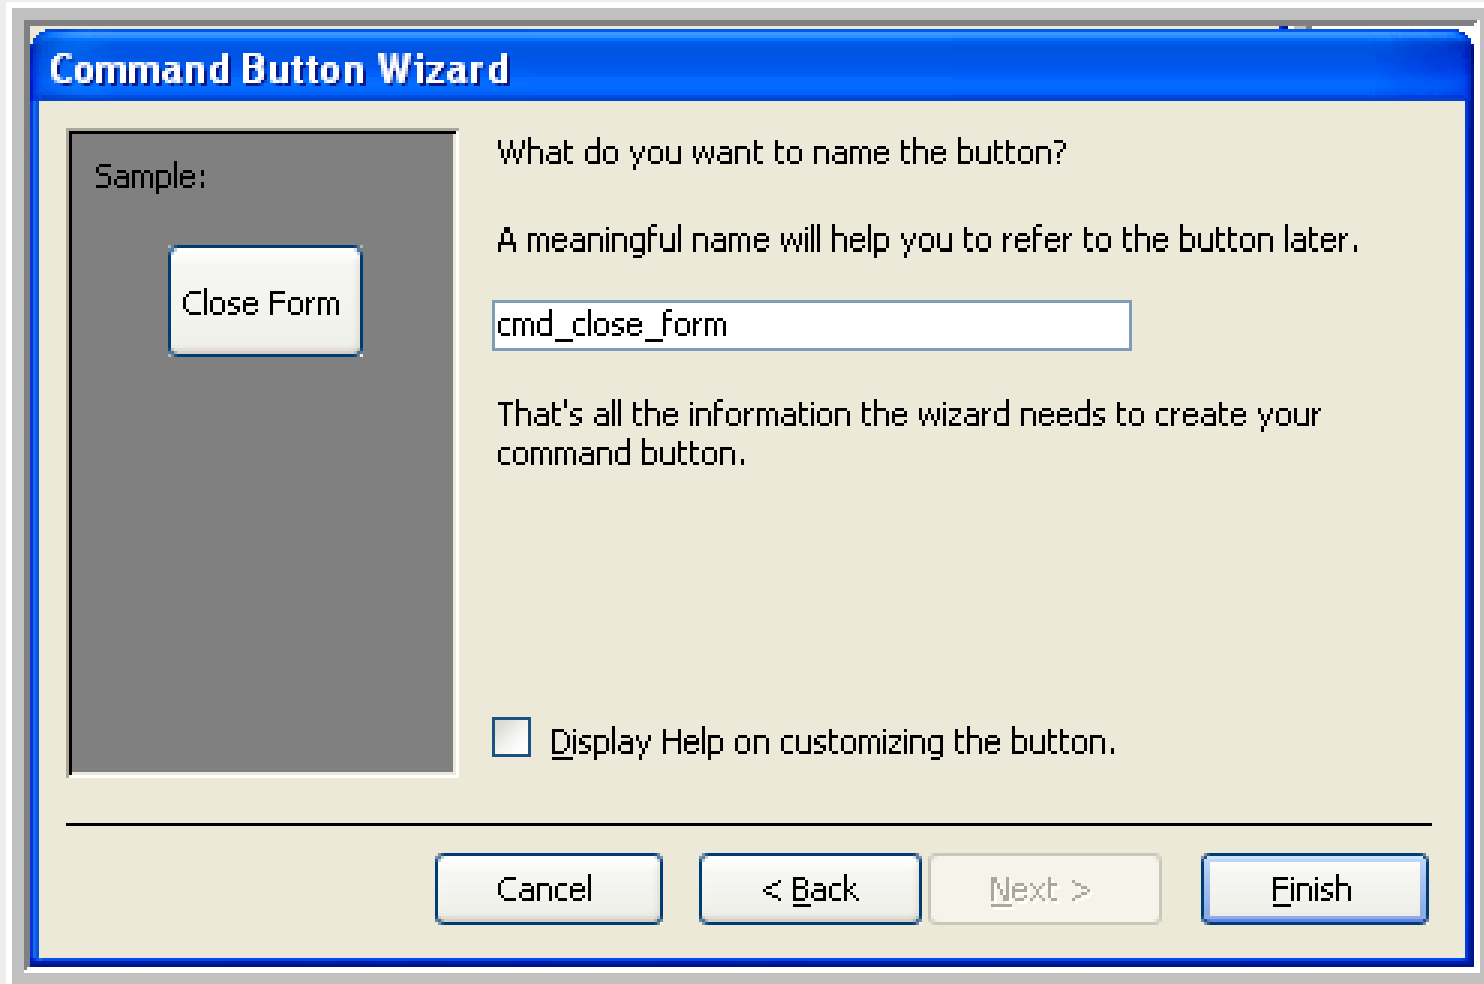 Command Button Wizard
Sample:
Close Form
What do you want to name the button?
A meaningful name will help you to refer to the button later.
cmd_close_form
That's all the information the wizard needs to create your
command button.
Display Help on customizing the button.
Cancel
< Back
Next >
Finish